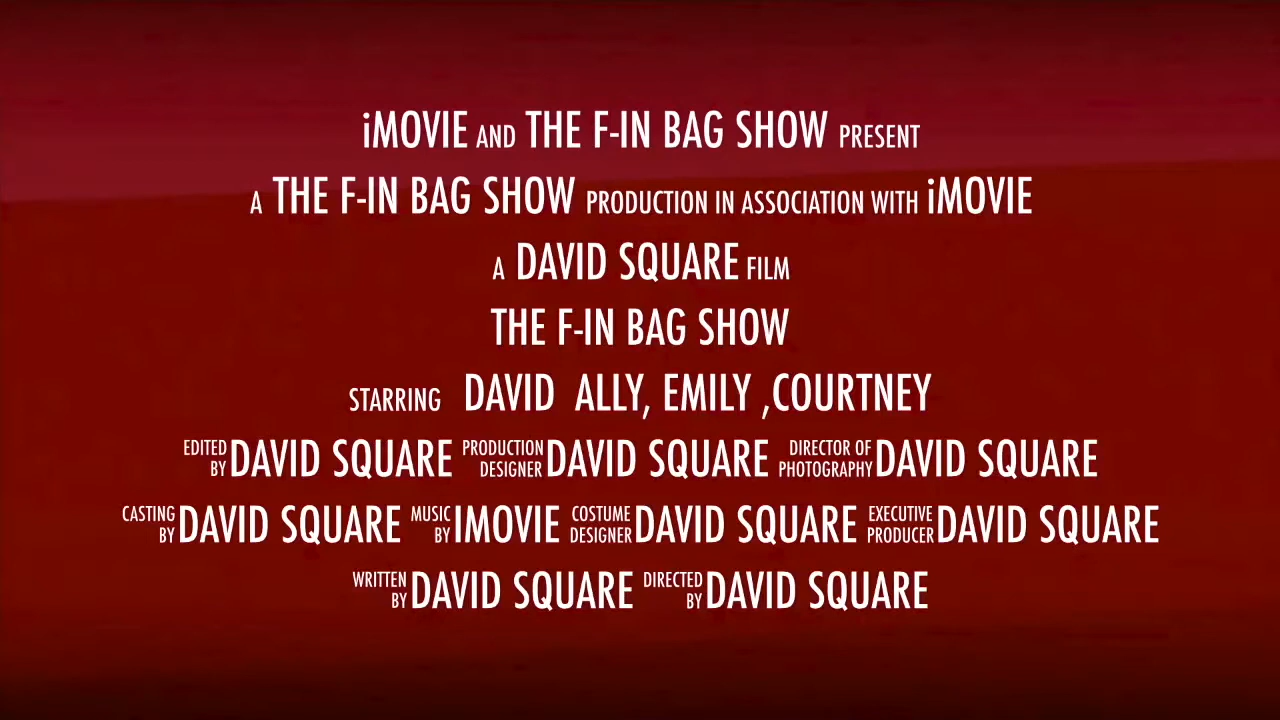 iMOVIE AND THE F-IN BAG SHOW PRESENT
A THE F-IN BAG SHOW PRODUCTION IN ASSOCIATION WITH iMOVIE
A DAVID SQUARE FILM
THE F-IN BAG SHOW
STARRING DAVID ALLY, EMILY ,COURTNEY
EDITED BY DAVID SQUARE PRODUCTION DESIGNER DAVID SQUARE DIRECTOR OF PHOTOGRAPHY DAVID SQUARE
CASTING BY DAVID SQUARE MUSIC BY IMOVIE COSTUME DESIGNER DAVID SQUARE EXECUTIVE PRODUCER DAVID SQUARE
WRITTEN BY DAVID SQUARE DIRECTED BY DAVID SQUARE